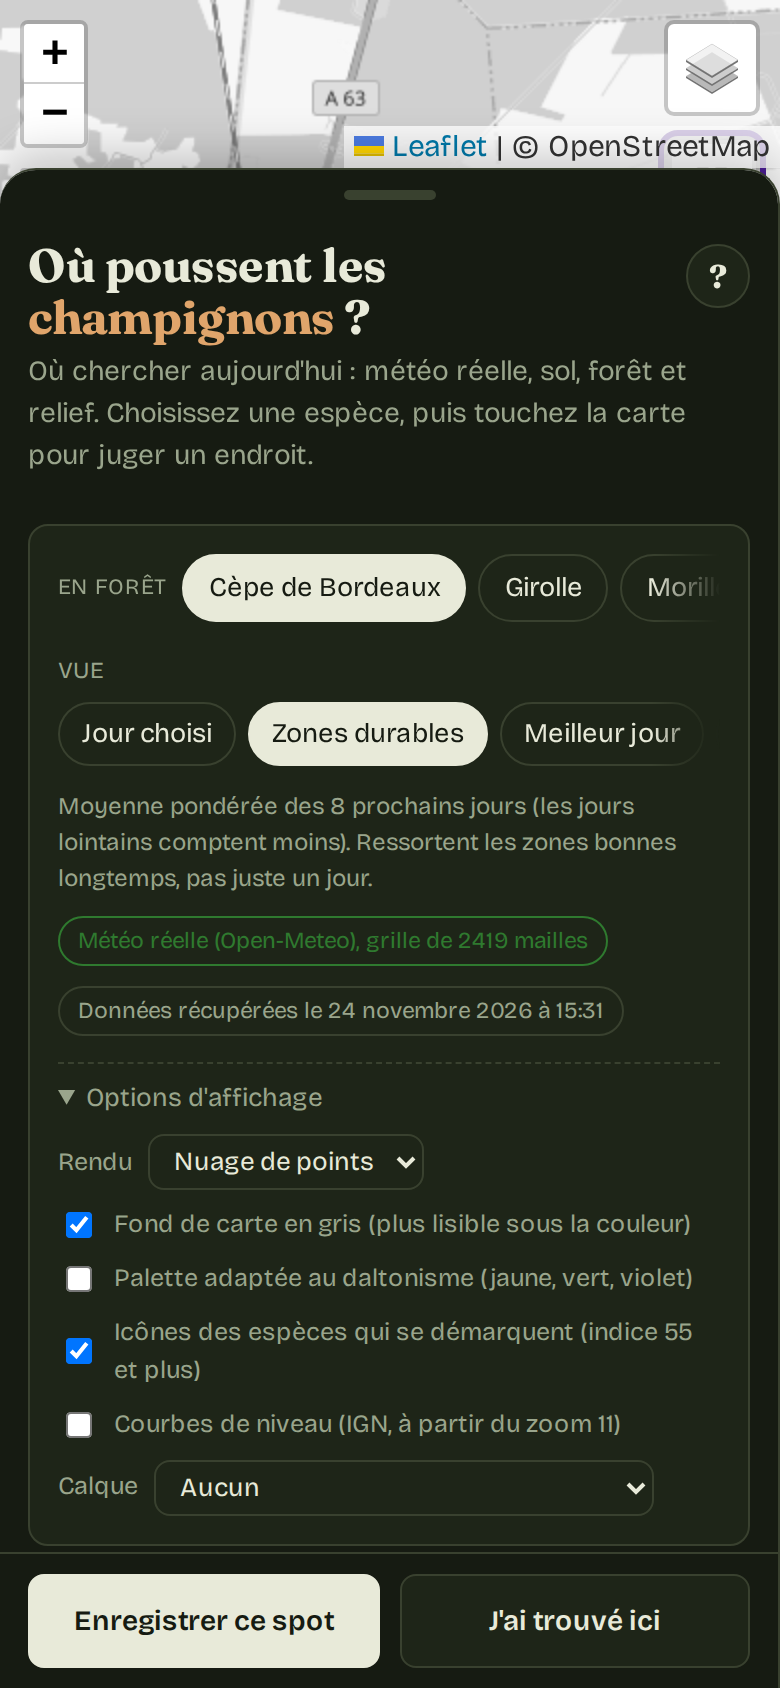 +
−
A 63
Leaflet | © OpenStreetMap
Où poussent les
champignons ?
?
Où chercher aujourd'hui : météo réelle, sol, forêt et
relief. Choisissez une espèce, puis touchez la carte
pour juger un endroit.
EN FORÊT Cèpe de Bordeaux Girolle
VUE
Jour choisi Zones durables Meilleur jour
Moyenne pondérée des 8 prochains jours (les jours
lointains comptent moins). Ressortent les zones bonnes
longtemps, pas juste un jour.
Météo réelle (Open-Meteo), grille de 2419 mailles
Données récupérées le 24 novembre 2026 à 15:31
Options d'affichage
Rendu Nuage de points
Fond de carte en gris (plus lisible sous la couleur)
Palette adaptée au daltonisme (jaune, vert, violet)
Icônes des espèces qui se démarquent (indice 55
et plus)
Courbes de niveau (IGN, à partir du zoom 11)
Calque Aucun
Enregistrer ce spot J'ai trouvé ici